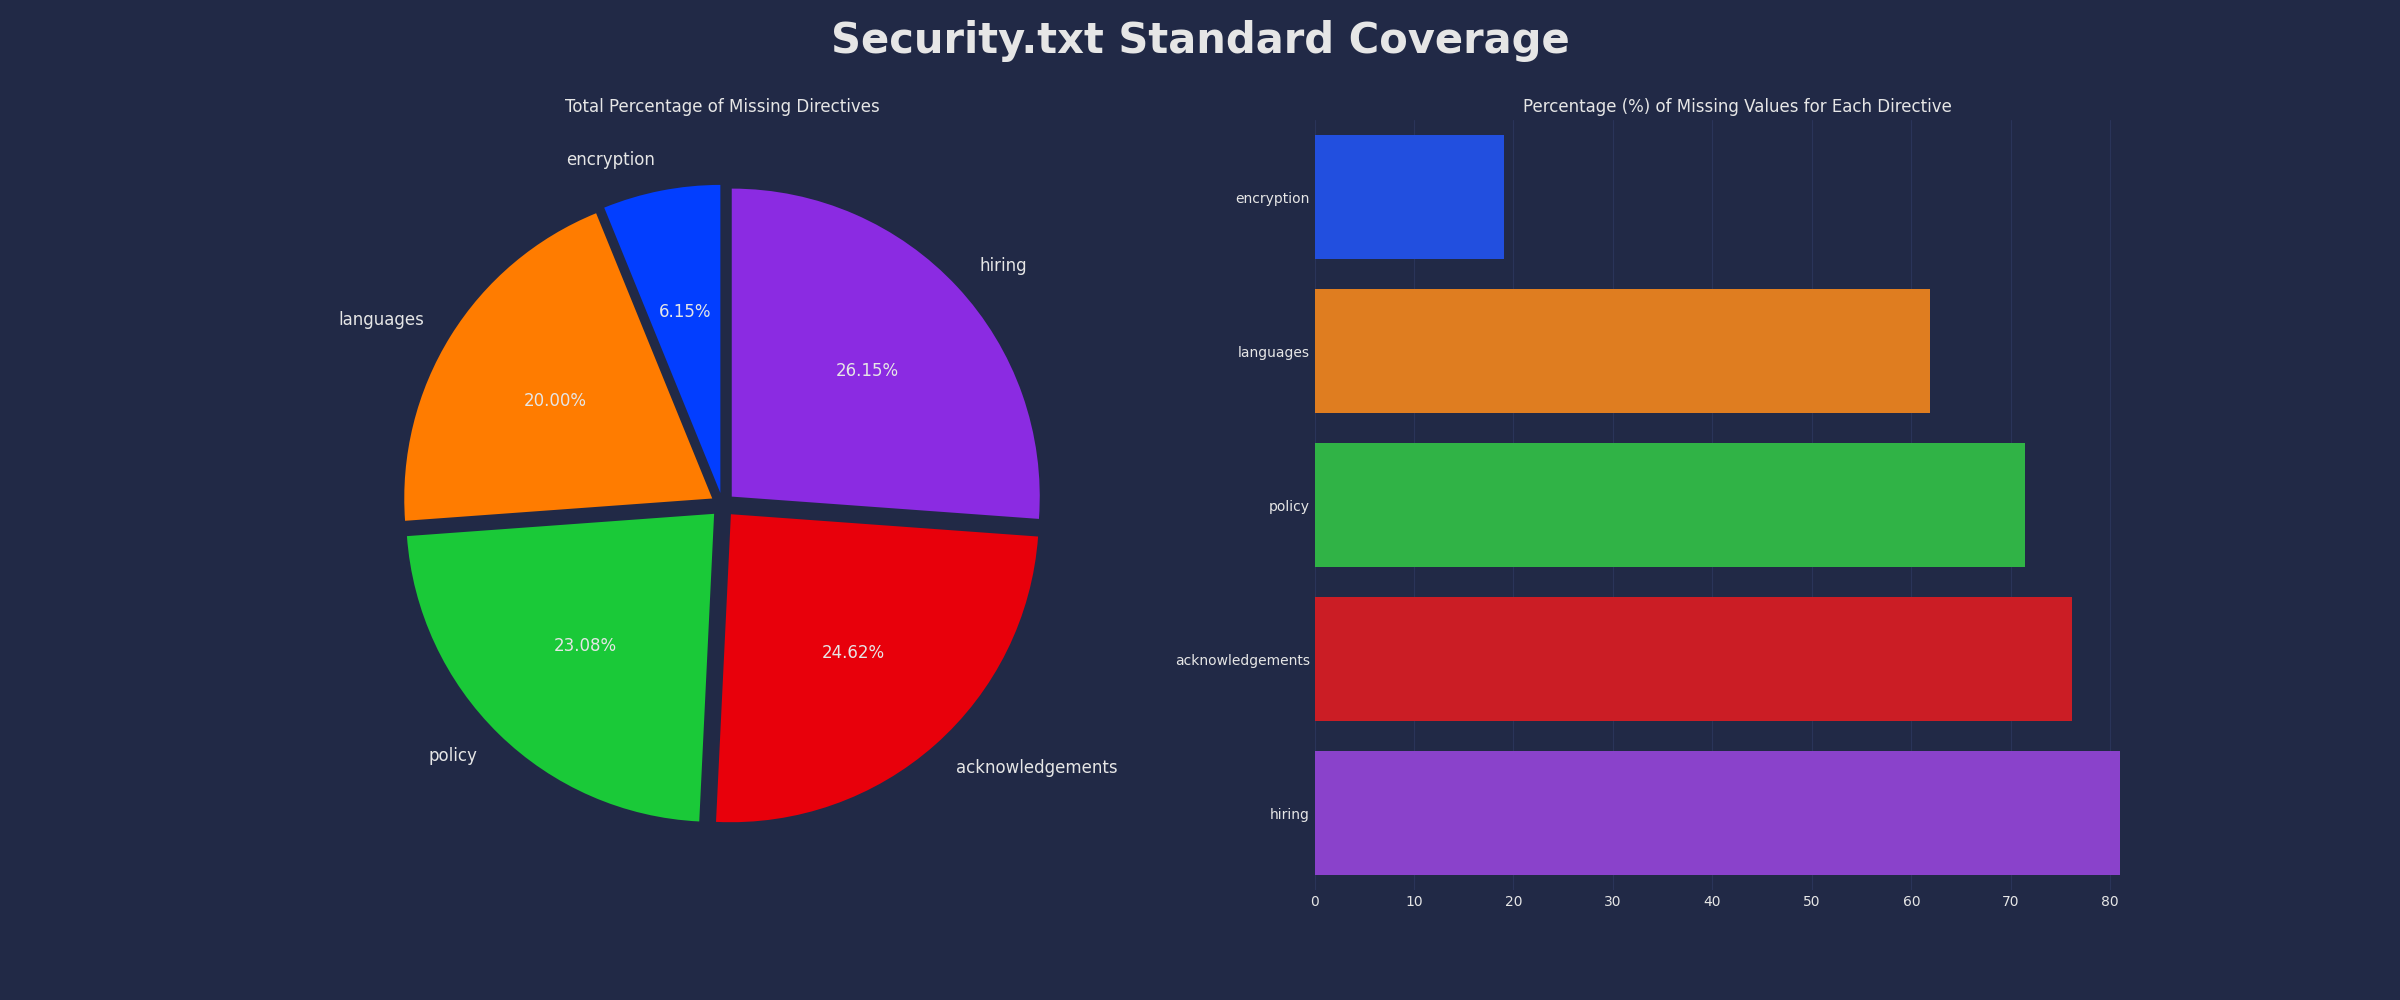 Security.txt Standard Coverage
Total Percentage of Missing Directives
encryption
hiring
languages
6.15%
26.15%
20.00%
23.08%
24.62%
policy
acknowledgements
Percentage (%) of Missing Values for Each Directive
encryption
languages
policy
acknowledgements
hiring
0 10 20 30 40 50 60 70 80